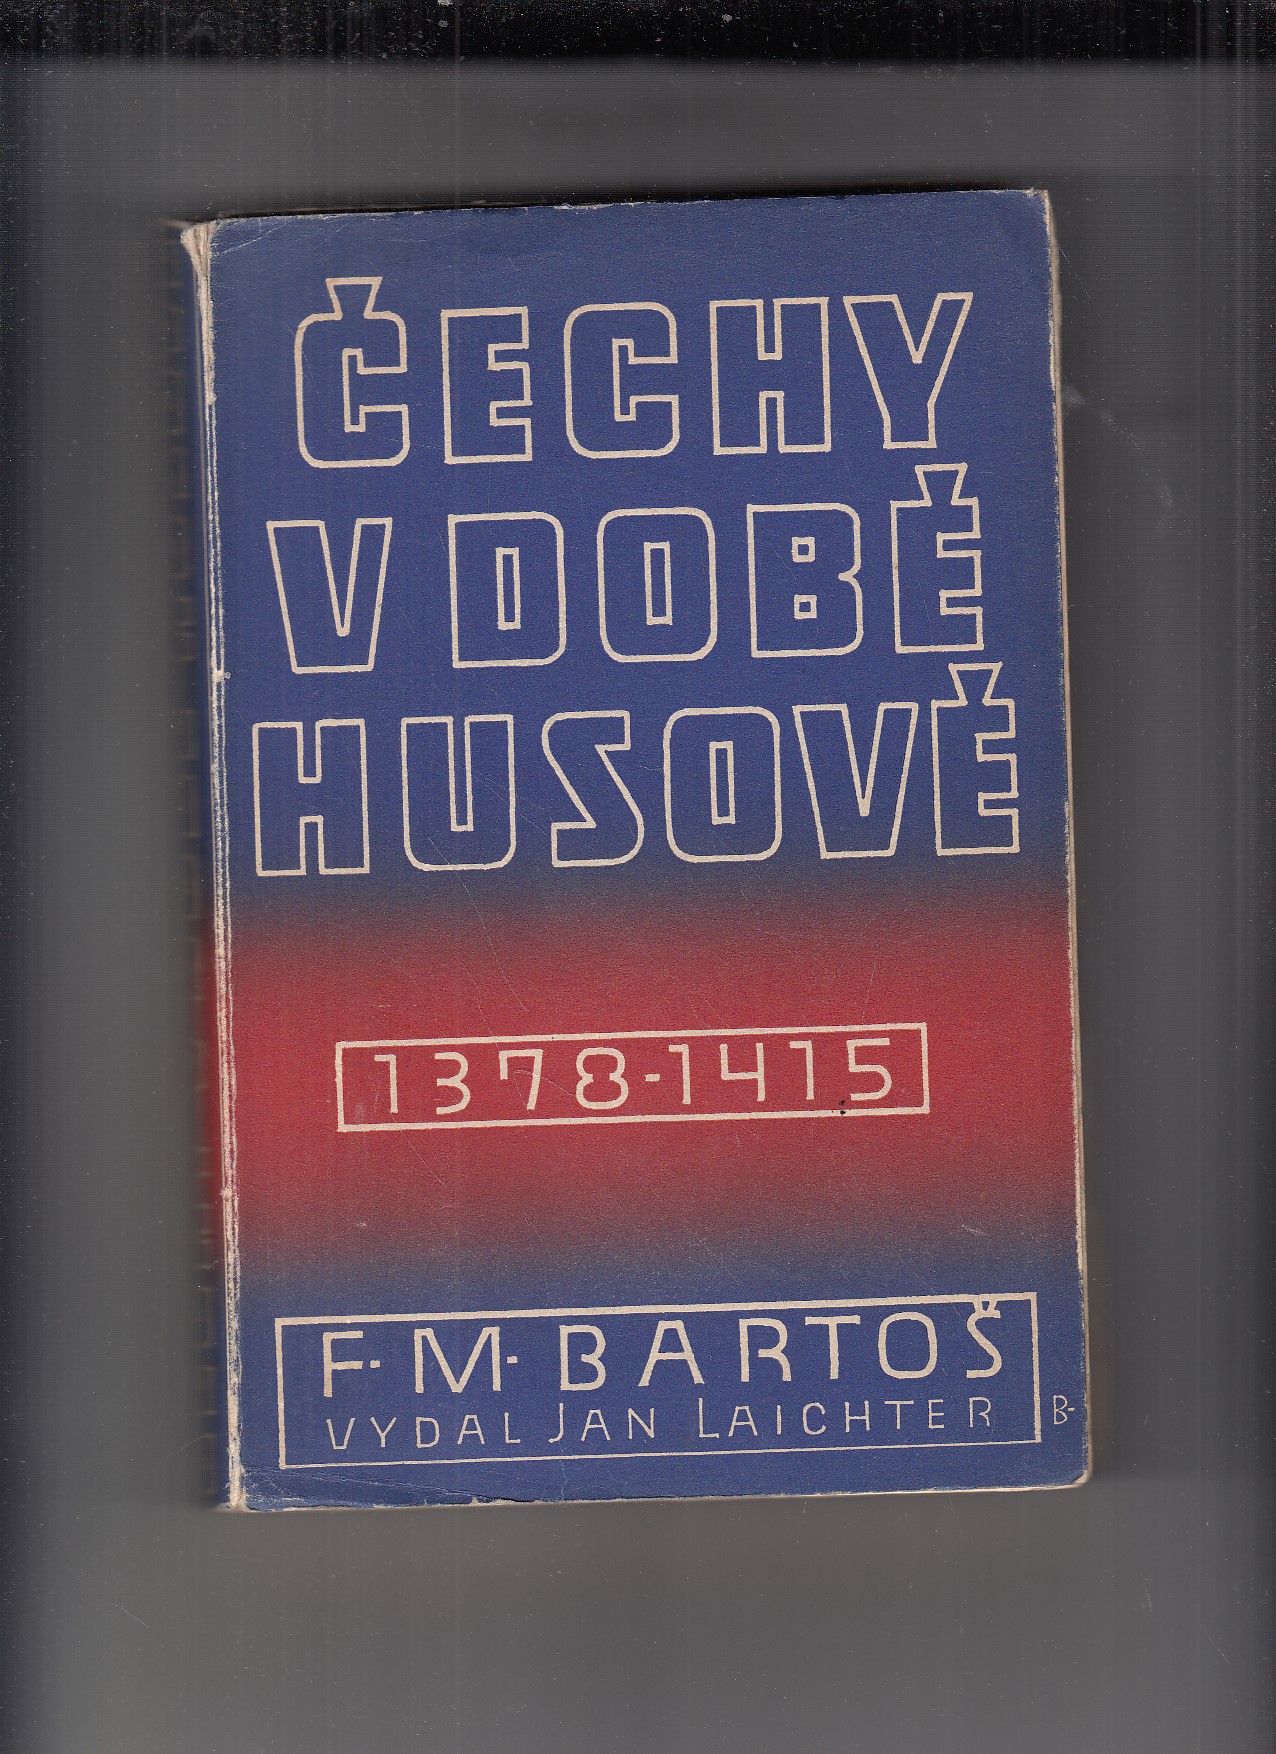 ČECHY
V DOBĚ
HUSOVĚ
1378-1415
F. M. BARTOŠ
VYDAL JAN LAICHTER
B-